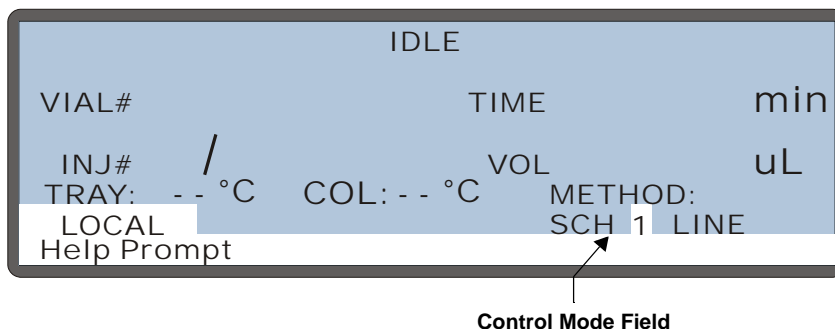 IDLE
VIAL# TIME min
INJ# / VOL uL
TRAY: - - °C COL: - - °C METHOD:
LOCAL SCH 1 LINE
Help Prompt
Control Mode Field